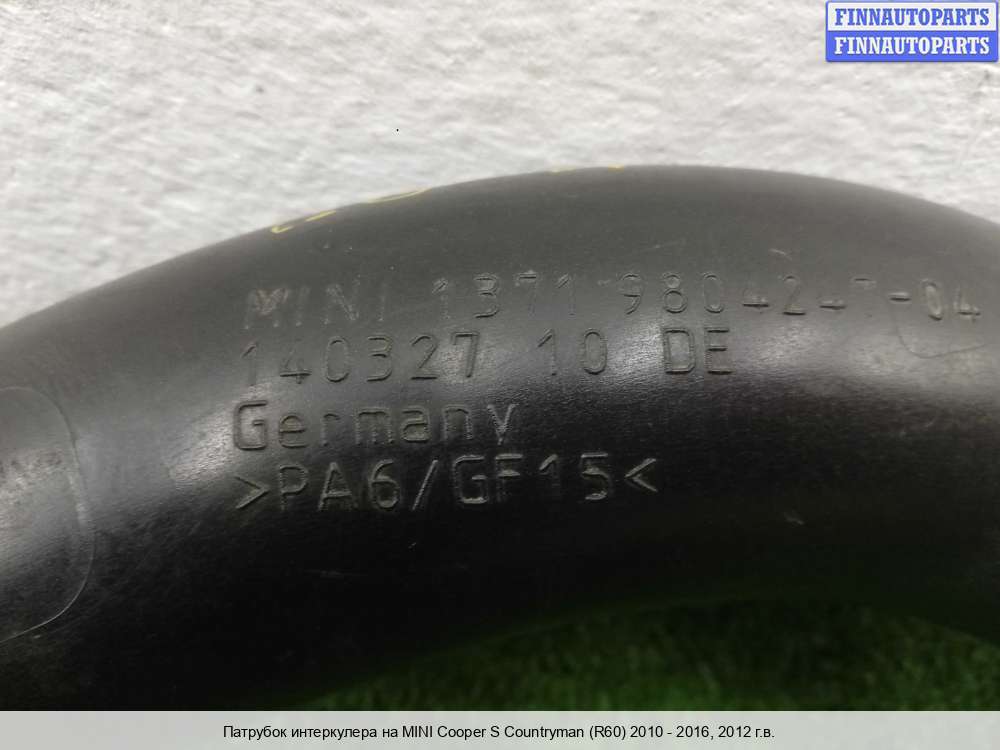 FINNAUTOPARTS
FINNAUTOPARTS
MINI 1371 9804247-04
140327 10 DE
Germany
>PA6/GF15<
Патрубок интеркулера на MINI Cooper S Countryman (R60) 2010 - 2016, 2012 г.в.